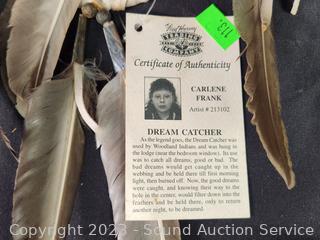 113.
TRADING
COMPANY
Certificate of Authenticity
CARLENE
FRANK
Artist # 213102
DREAM CATCHER
As the legend goes, the Dream Catcher was
used by Woodland Indians and was hung in
the lodge (near the bedroom window). Its use
was to catch all dreams, good or bad. The
bad dreams would get caught up in the
webbing and be held there till first morning
light, then burned off. Now, the good dreams
were caught, and knowing their way to the
hole in the center, would filter down into the
feathers and be held there, only to return
another night, to be dreamed.
Copyright 2023 - Sound Auction Service